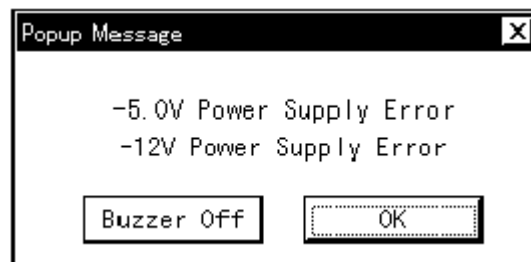 Popup Message
X
-5.0V Power Supply Error
-12V Power Supply Error
Buzzer Off
OK